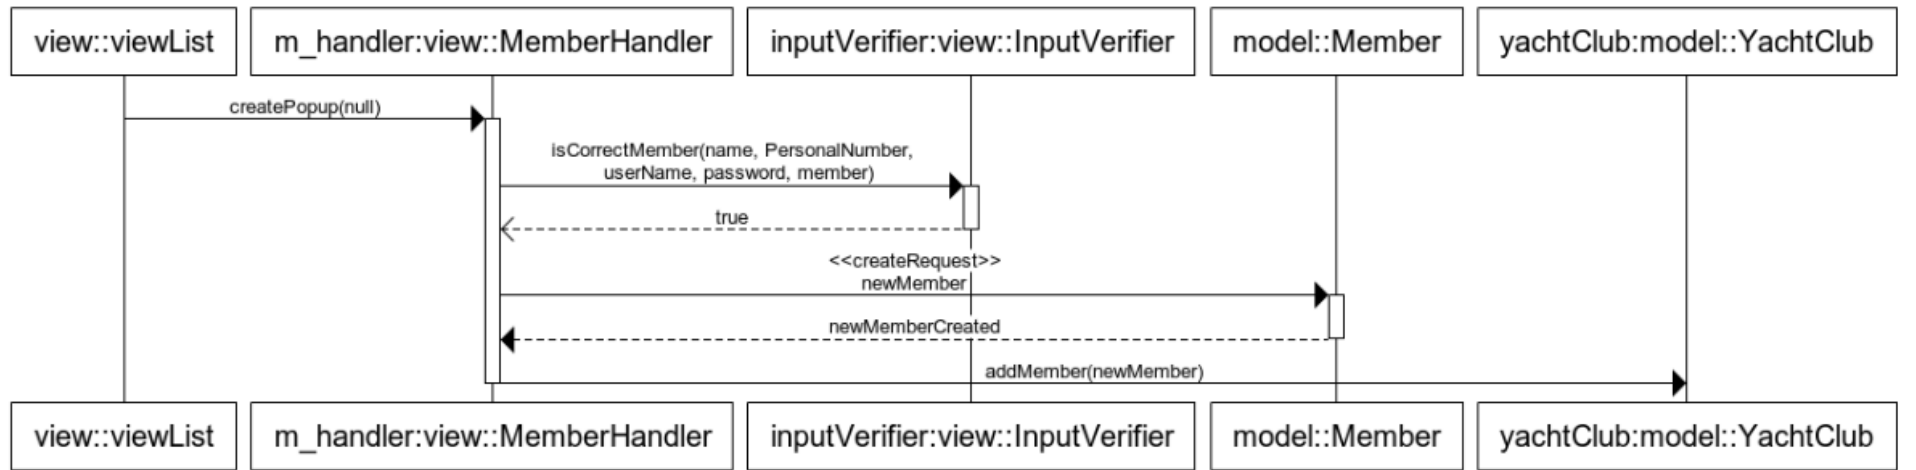 view::viewList
m_handler:view::MemberHandler
inputVerifier:view::InputVerifier
model::Member
yachtClub:model::YachtClub
createPopup(null)
isCorrectMember(name, PersonalNumber,
userName, password, member)
true
<<createRequest>>
newMember
newMemberCreated
addMember(newMember)
view::viewList
m_handler:view::MemberHandler
inputVerifier:view::InputVerifier
model::Member
yachtClub:model::YachtClub